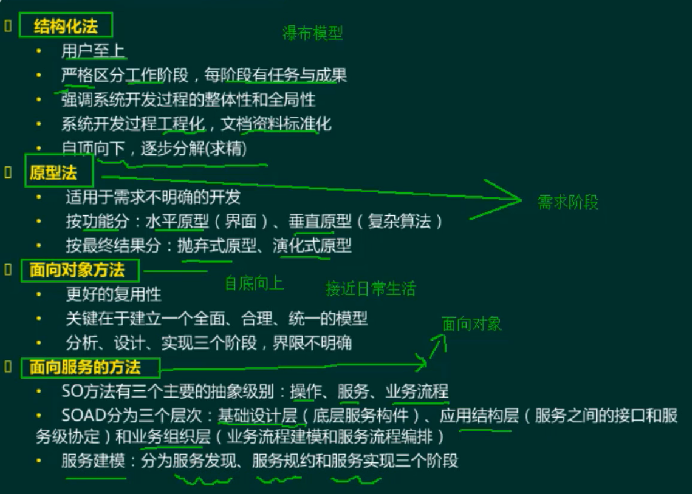 结构化法 瀑布模型
• 用户至上
• 严格区分工作阶段，每阶段有任务与成果
• 强调系统开发过程的整体性和全局性
• 系统开发过程工程化，文档资料标准化
• 自顶向下，逐步分解(求精)
原型法
• 适用于需求不明确的开发 需求阶段
• 按功能分：水平原型（界面）、垂直原型（复杂算法）
• 按最终结果分：抛弃式原型、演化式原型
面向对象方法 自底向上 接近日常生活
• 更好的复用性
• 关键在于建立一个全面、合理、统一的模型 面向对象
• 分析、设计、实现三个阶段，界限不明确
面向服务的方法
• SO方法有三个主要的抽象级别：操作、服务、业务流程
• SOAD分为三个层次：基础设计层（底层服务构件）、应用结构层（服务之间的接口和服
务级协定）和业务组织层（业务流程建模和服务流程编排）
• 服务建模：分为服务发现、服务规约和服务实现三个阶段